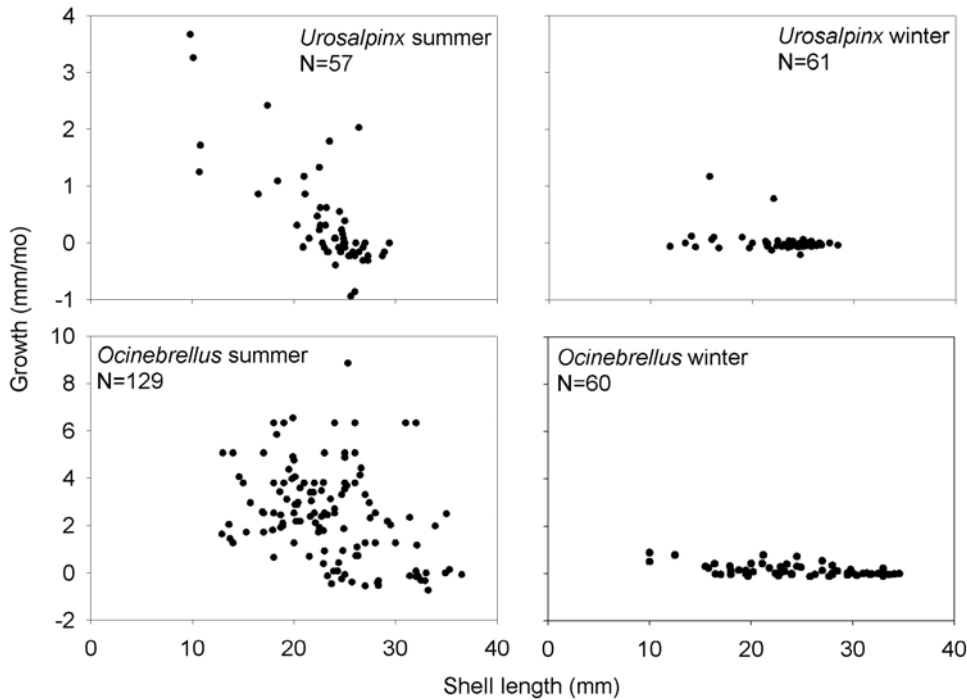 Urosalpinx summer
N=57
Urosalpinx winter
N=61
4
3
2
1
0
-1
Growth (mm/mo)
Ocinebrellus summer
N=129
Ocinebrellus winter
N=60
10
8
6
4
2
0
-2
0 10 20 30 40 0 10 20 30 40
Shell length (mm)